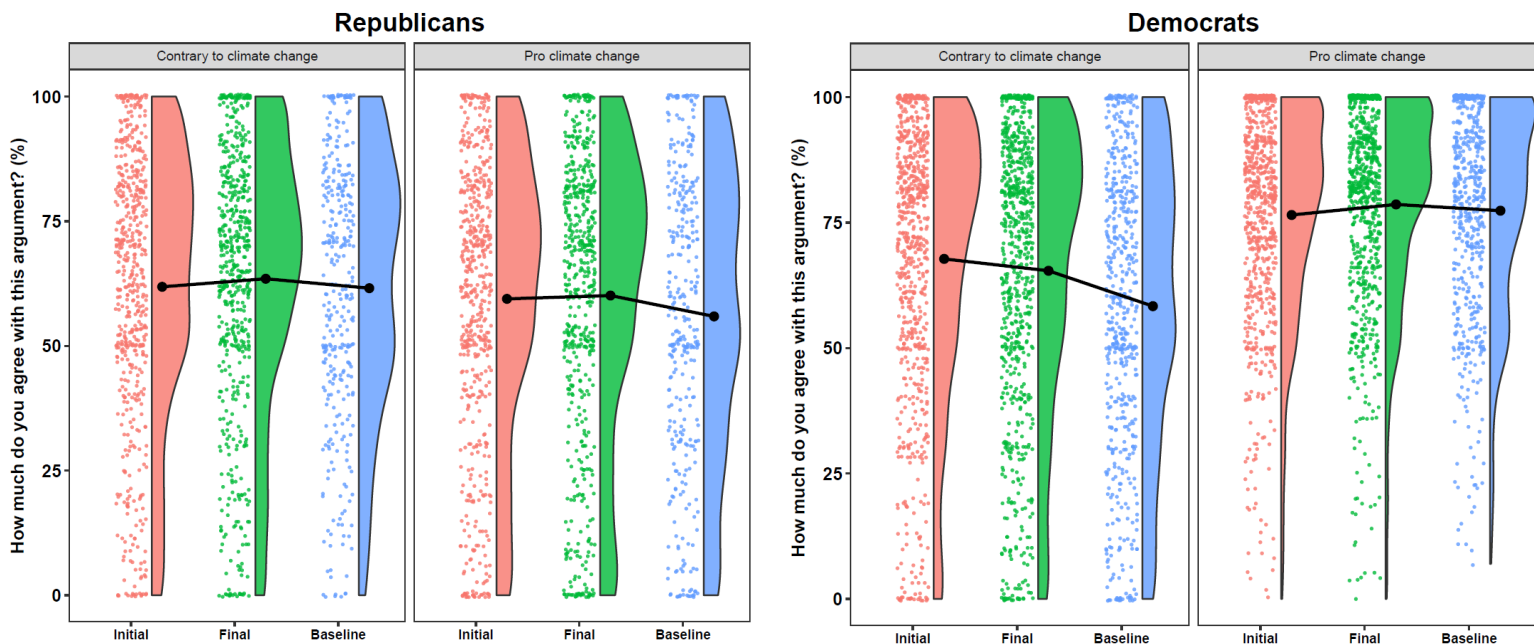 Republicans
Contrary to climate change
Pro climate change
How much do you agree with this argument? (%)
100
75
50
25
0
Initial
Final
Baseline
Initial
Final
Baseline
Democrats
Contrary to climate change
Pro climate change
How much do you agree with this argument? (%)
100
75
50
25
0
Initial
Final
Baseline
Initial
Final
Baseline